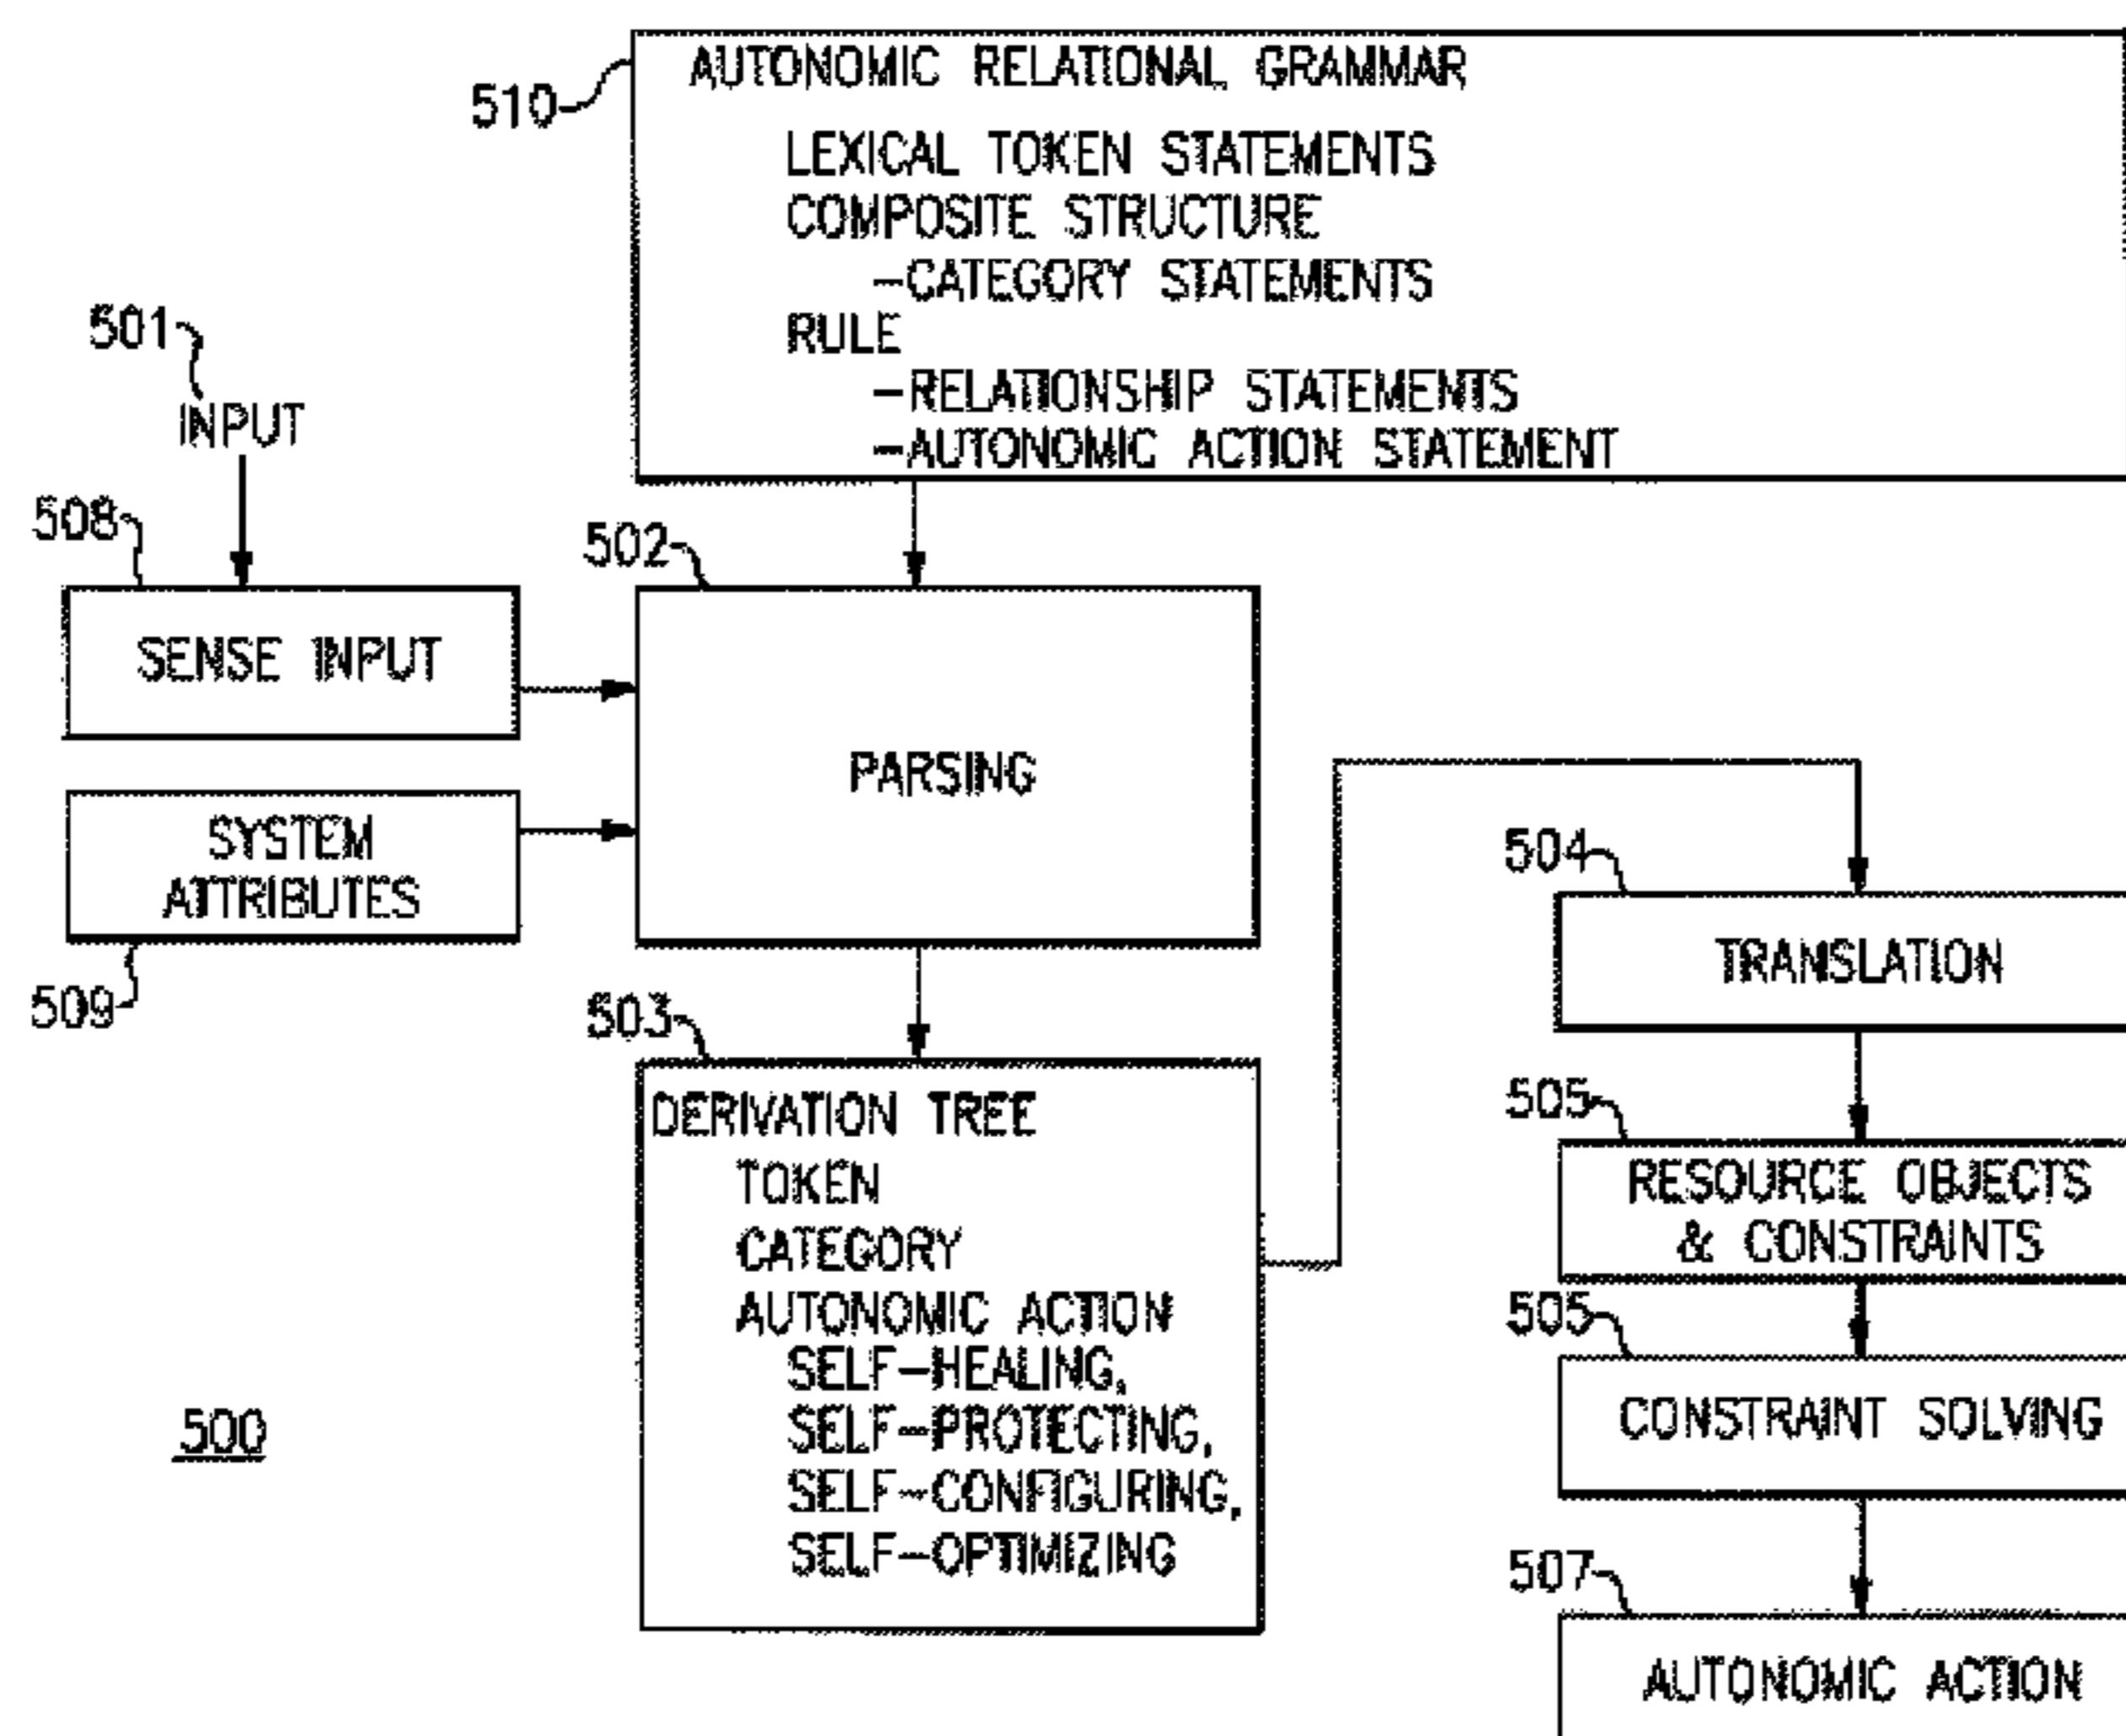 510
AUTONOMIC RELATIONAL GRAMMAR
LEXICAL TOKEN STATEMENTS
COMPOSITE STRUCTURE
-CATEGORY STATEMENTS
RULE
-RELATIONSHIP STATEMENTS
-AUTONOMIC ACTION STATEMENT
501
INPUT
508
SENSE INPUT
SYSTEM
ATTRIBUTES
509
502
PARSING
503
DERIVATION TREE
TOKEN
CATEGORY
AUTONOMIC ACTION
SELF-HEALING,
SELF-PROTECTING,
SELF-CONFIGURING,
SELF-OPTIMIZING
504
TRANSLATION
505
RESOURCE OBJECTS
& CONSTRAINTS
505
CONSTRAINT SOLVING
507
AUTONOMIC ACTION
500